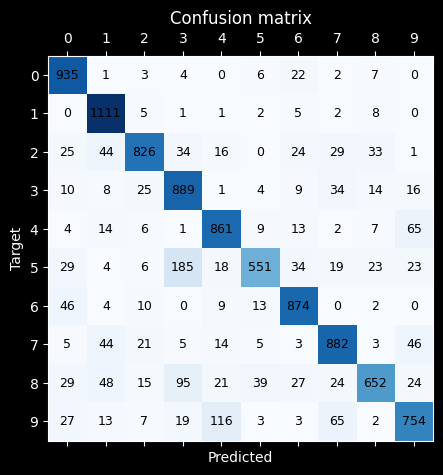 Confusion matrix
0 1 2 3 4 5 6 7 8 9
0 935 1 3 4 0 6 22 2 7 0
1 0 1111 5 1 1 2 5 2 8 0
2 25 44 826 34 16 0 24 29 33 1
3 10 8 25 889 1 4 9 34 14 16
4 4 14 6 1 861 9 13 2 7 65
5 29 4 6 185 18 551 34 19 23 23
6 46 4 10 0 9 13 874 0 2 0
7 5 44 21 5 14 5 3 882 3 46
8 29 48 15 95 21 39 27 24 652 24
9 27 13 7 19 116 3 3 65 2 754
Target
Predicted